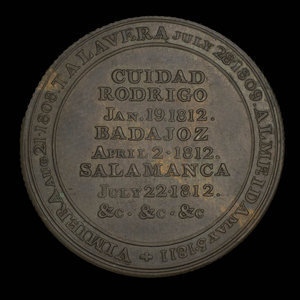 VIMIERA AUG. 21. 1808. TALAVERA JULY 28. 1809. ALMEIDA MAY 5. 1811
CUIDAD
RODRIGO
JAN. 19. 1812.
BADAJOZ
APRIL 2. 1812.
SALAMANCA
JULY 22. 1812.
&c. &c. &c